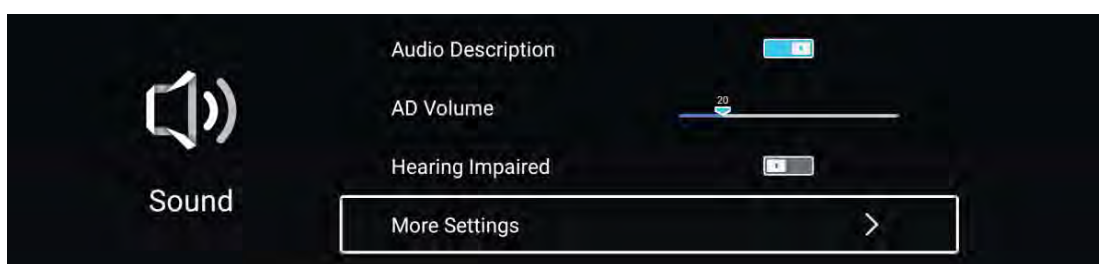 Audio Description
AD Volume
20
Hearing Impaired
Sound
More Settings